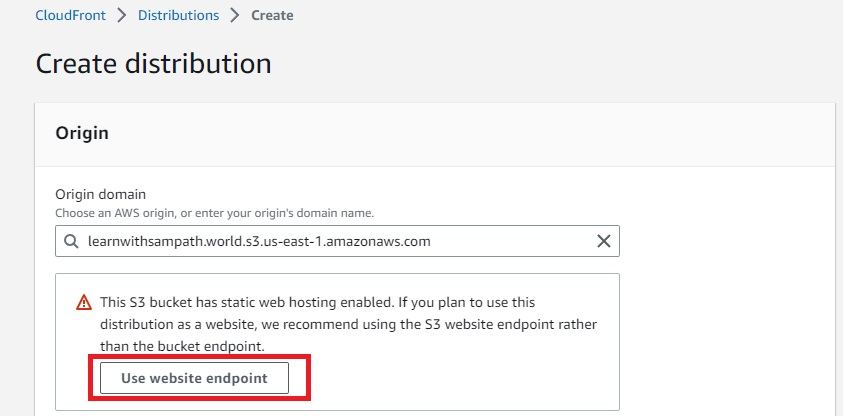 CloudFront > Distributions > Create
Create distribution
Origin
Origin domain
Choose an AWS origin, or enter your origin's domain name.
learnwithsampath.world.s3.us-east-1.amazonaws.com
This S3 bucket has static web hosting enabled. If you plan to use this
distribution as a website, we recommend using the S3 website endpoint rather
than the bucket endpoint.
Use website endpoint